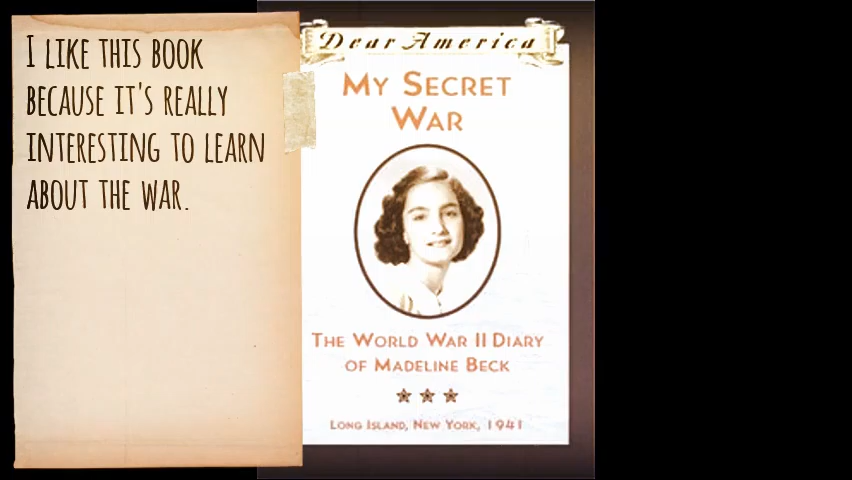 I LIKE THIS BOOK
BECAUSE IT'S REALLY
INTERESTING TO LEARN
ABOUT THE WAR.
Dear America
MY SECRET
WAR
THE WORLD WAR II DIARY
OF MADELINE BECK
LONG ISLAND, NEW YORK, 1941